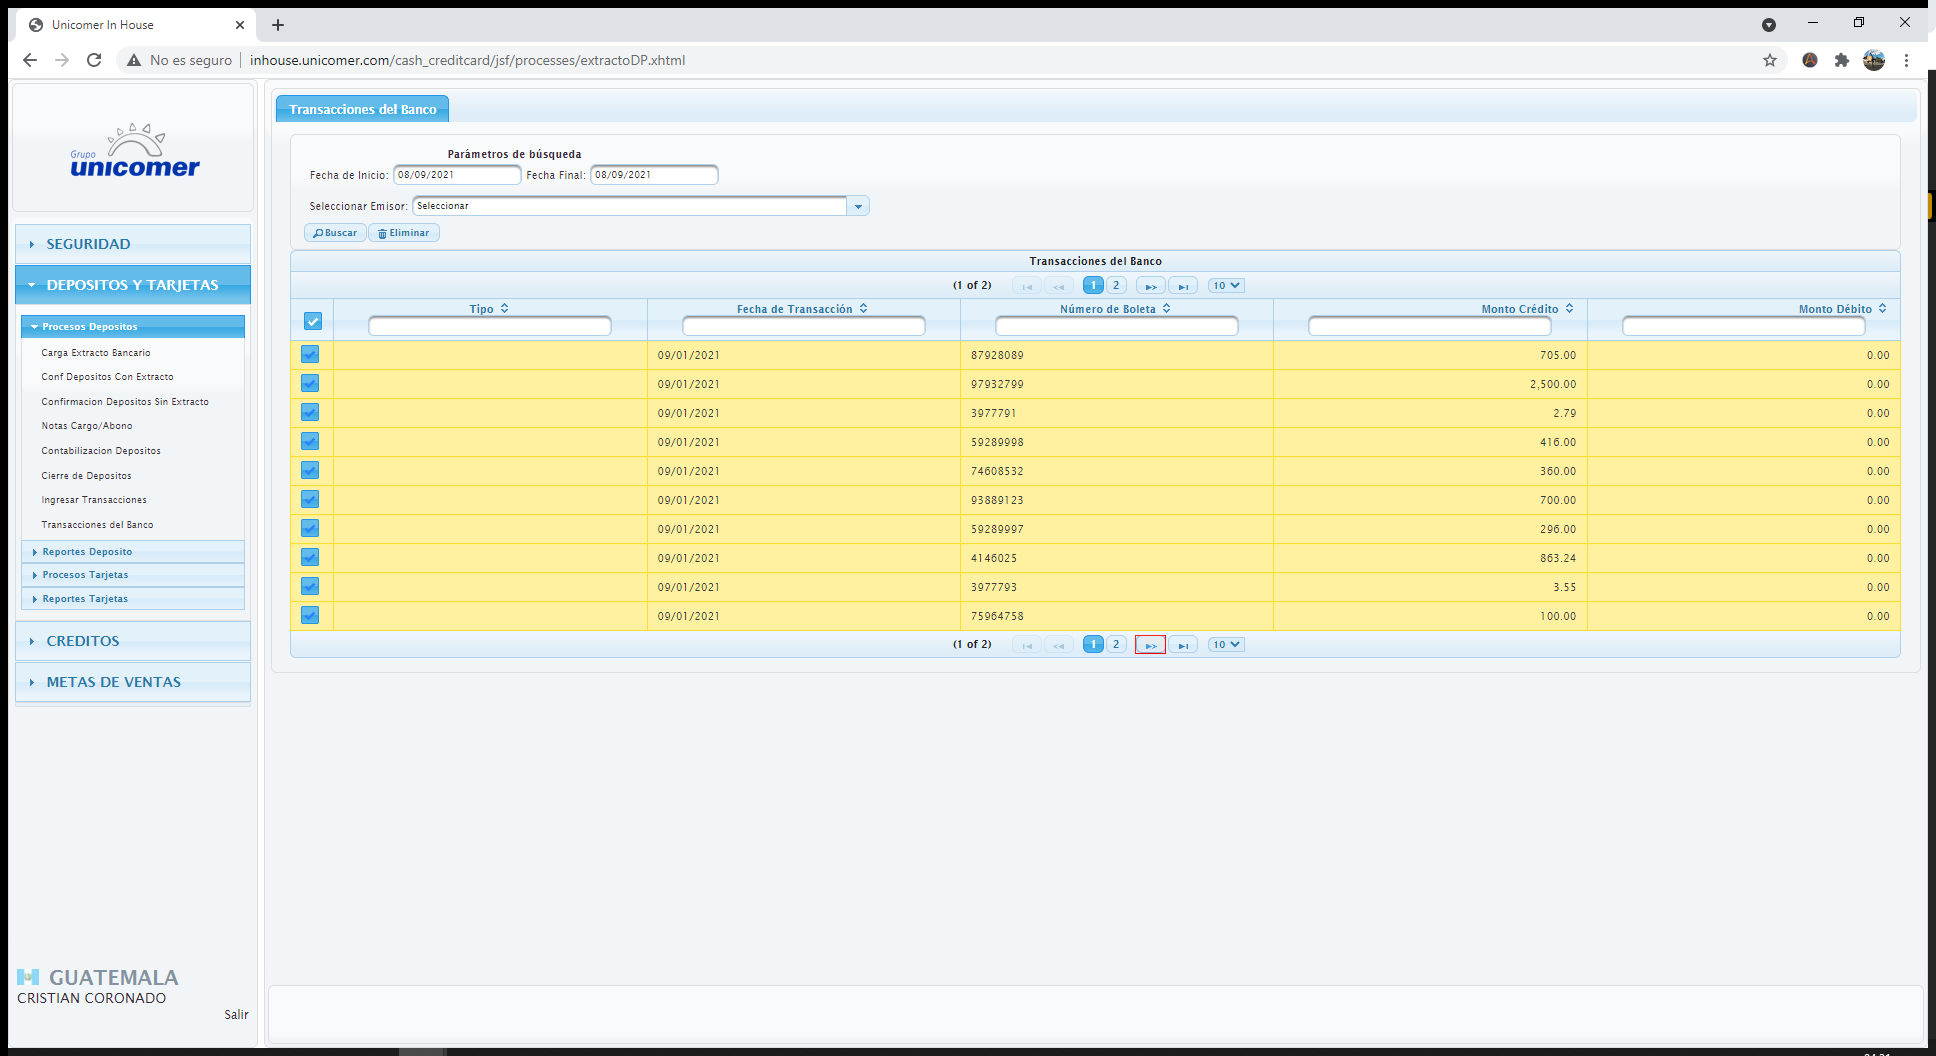 Unicomer In House
No es seguro | inhouse.unicomer.com/cash_creditcard/jsf/processes/extractoDP.xhtml
Grupo
unicomer
SEGURIDAD
DEPOSITOS Y TARJETAS
Procesos Depositos
Carga Extracto Bancario
Conf Depositos Con Extracto
Confirmacion Depositos Sin Extracto
Notas Cargo/Abono
Contabilizacion Depositos
Cierre de Depositos
Ingresar Transacciones
Transacciones del Banco
Reportes Deposito
Procesos Tarjetas
Reportes Tarjetas
CREDITOS
METAS DE VENTAS
GUATEMALA
CRISTIAN CORONADO
Salir
Transacciones del Banco
Parámetros de búsqueda
Fecha de Inicio: 08/09/2021 Fecha Final: 08/09/2021
Seleccionar Emisor: Seleccionar
Buscar Eliminar
Transacciones del Banco
(1 of 2) 1 2 10
Tipo Fecha de Transacción Número de Boleta Monto Crédito Monto Débito
09/01/2021 87928089 705.00 0.00
09/01/2021 97932799 2,500.00 0.00
09/01/2021 3977791 2.79 0.00
09/01/2021 59289998 416.00 0.00
09/01/2021 74608532 360.00 0.00
09/01/2021 93889123 700.00 0.00
09/01/2021 59289997 296.00 0.00
09/01/2021 4146025 863.24 0.00
09/01/2021 3977793 3.55 0.00
09/01/2021 75964758 100.00 0.00
(1 of 2) 1 2 10